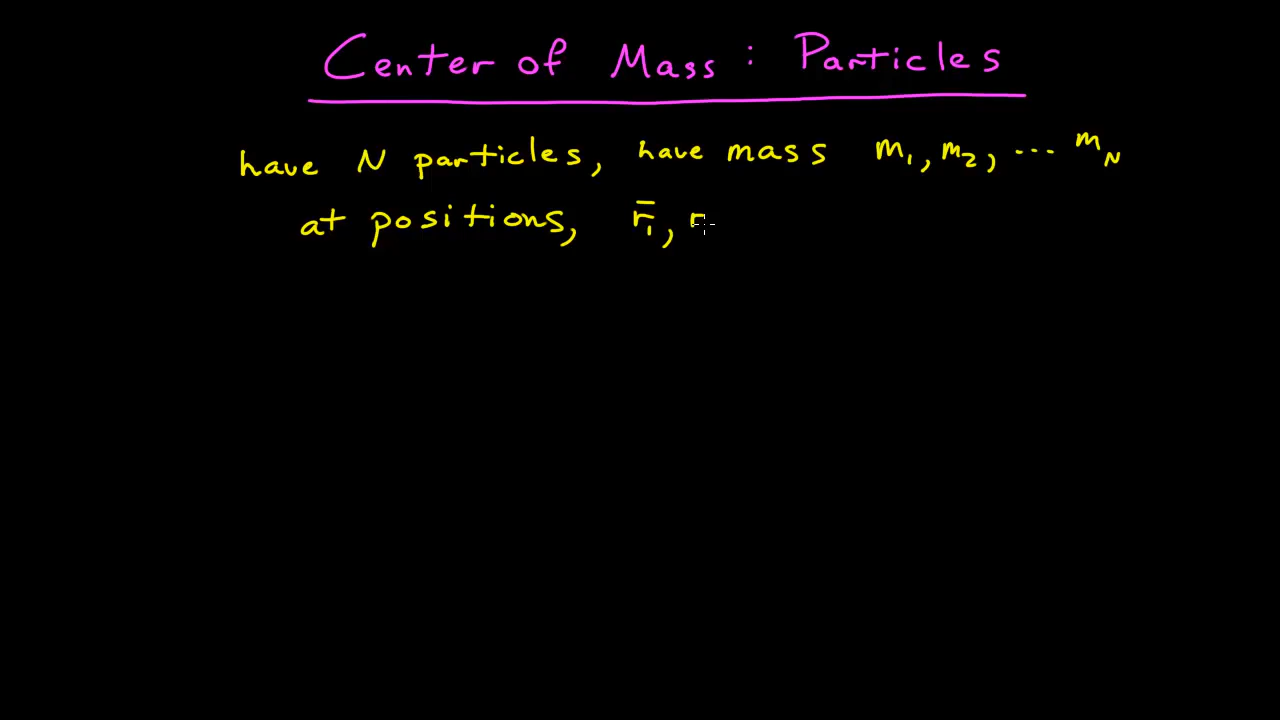 Center of Mass : Particles
have N particles, have mass m₁, m₂, ... m_N
at positions, r̄₁, r